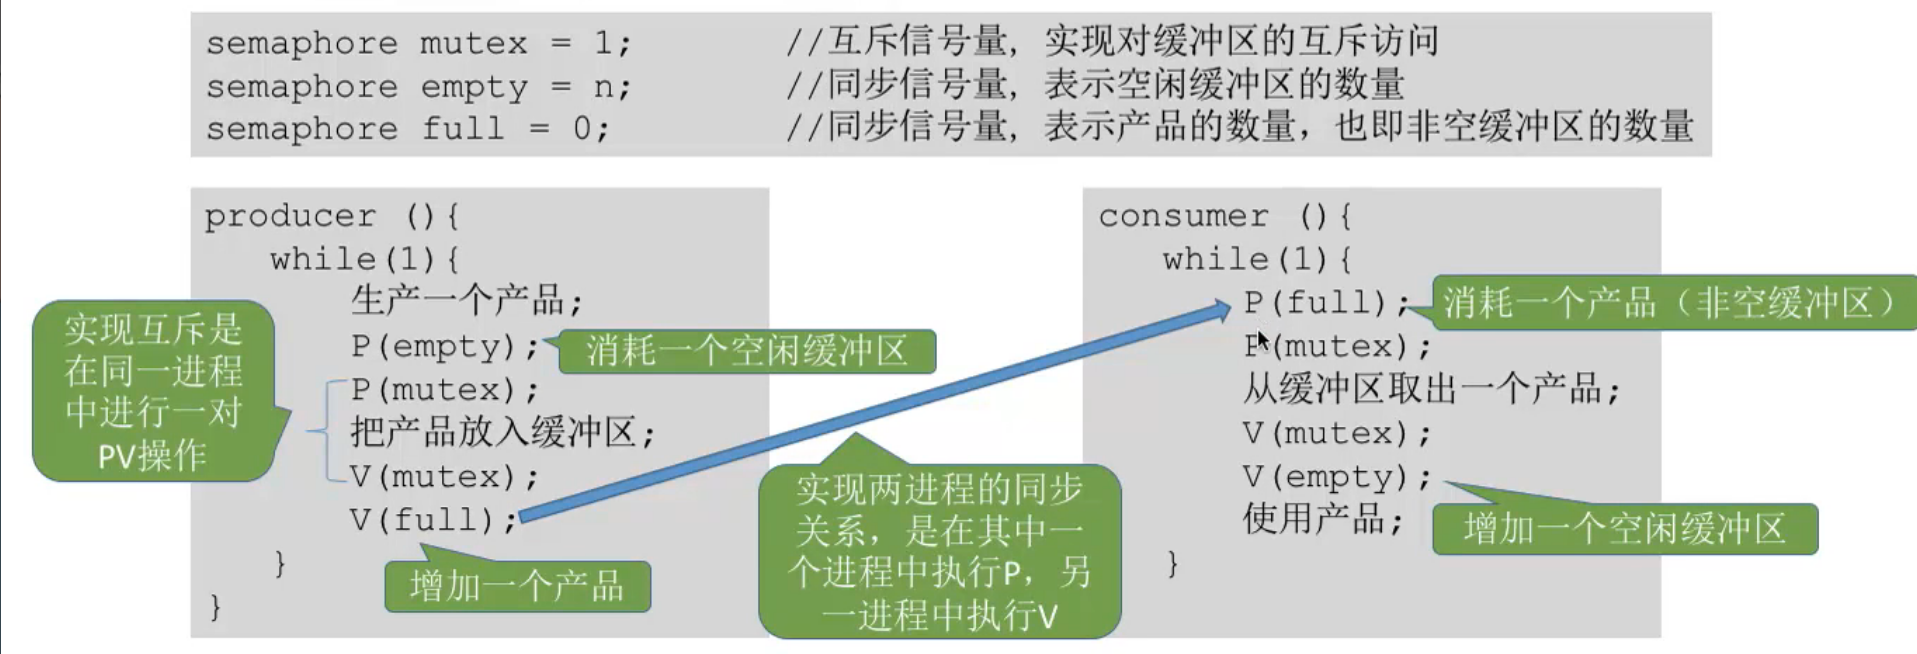 semaphore mutex = 1; //互斥信号量, 实现对缓冲区的互斥访问
semaphore empty = n; //同步信号量, 表示空闲缓冲区的数量
semaphore full = 0; //同步信号量, 表示产品的数量，也即非空缓冲区的数量
producer (){
while(1){
生产一个产品;
P(empty);
消耗一个空闲缓冲区
P(mutex);
把产品放入缓冲区;
V(mutex);
V(full);
增加一个产品
}
}
实现互斥是
在同一进程
中进行一对
PV操作
实现两进程的同步
关系，是在其中一
个进程中执行P，另
一进程中执行V
consumer (){
while(1){
P(full);
消耗一个产品（非空缓冲区）
P(mutex);
从缓冲区取出一个产品;
V(mutex);
V(empty);
增加一个空闲缓冲区
使用产品;
}